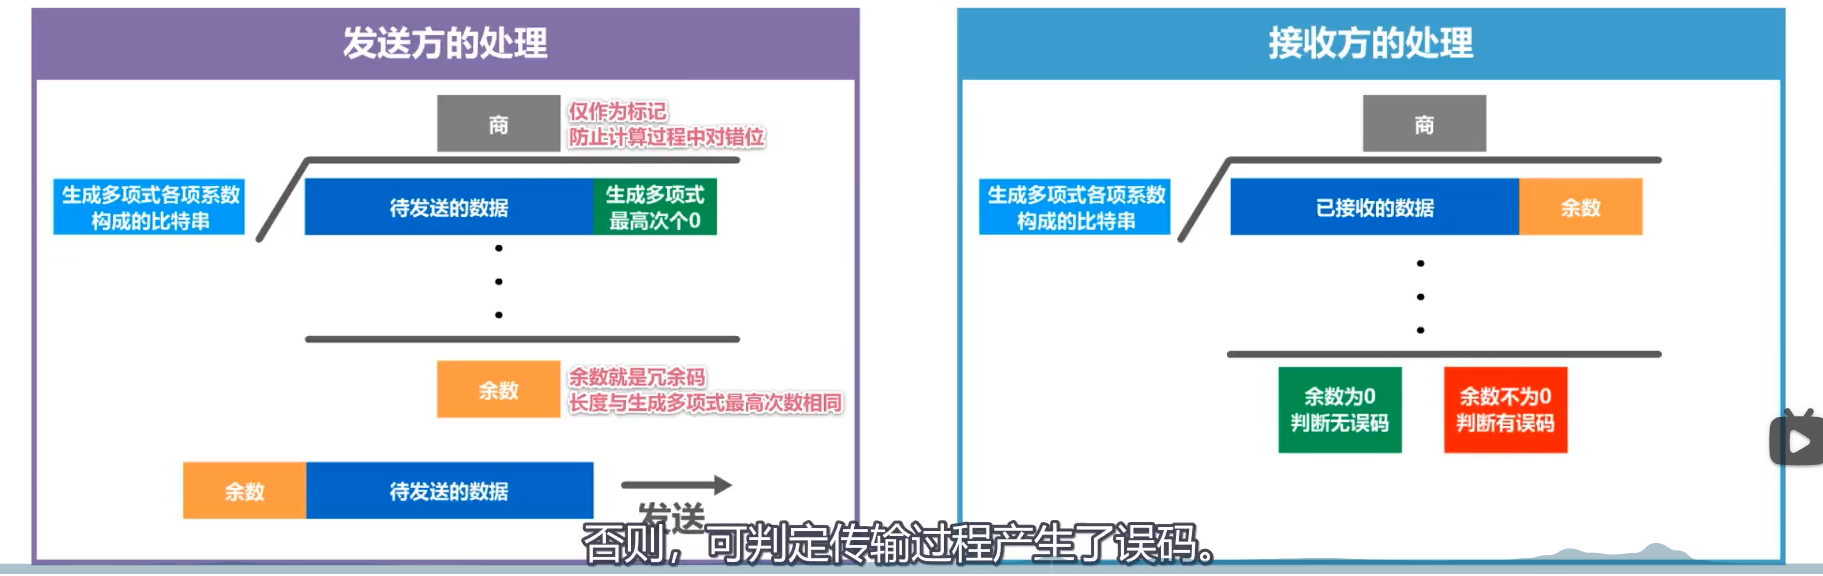 发送方的处理
商
仅作为标记
防止计算过程中对错位
生成多项式各项系数
构成的比特串
待发送的数据
生成多项式
最高次个0
余数
余数就是冗余码
长度与生成多项式最高次数相同
余数
待发送的数据
发送
接收方的处理
商
生成多项式各项系数
构成的比特串
已接收的数据
余数
余数为0
判断无误码
余数不为0
判断有误码
否则，可判定传输过程产生了误码。